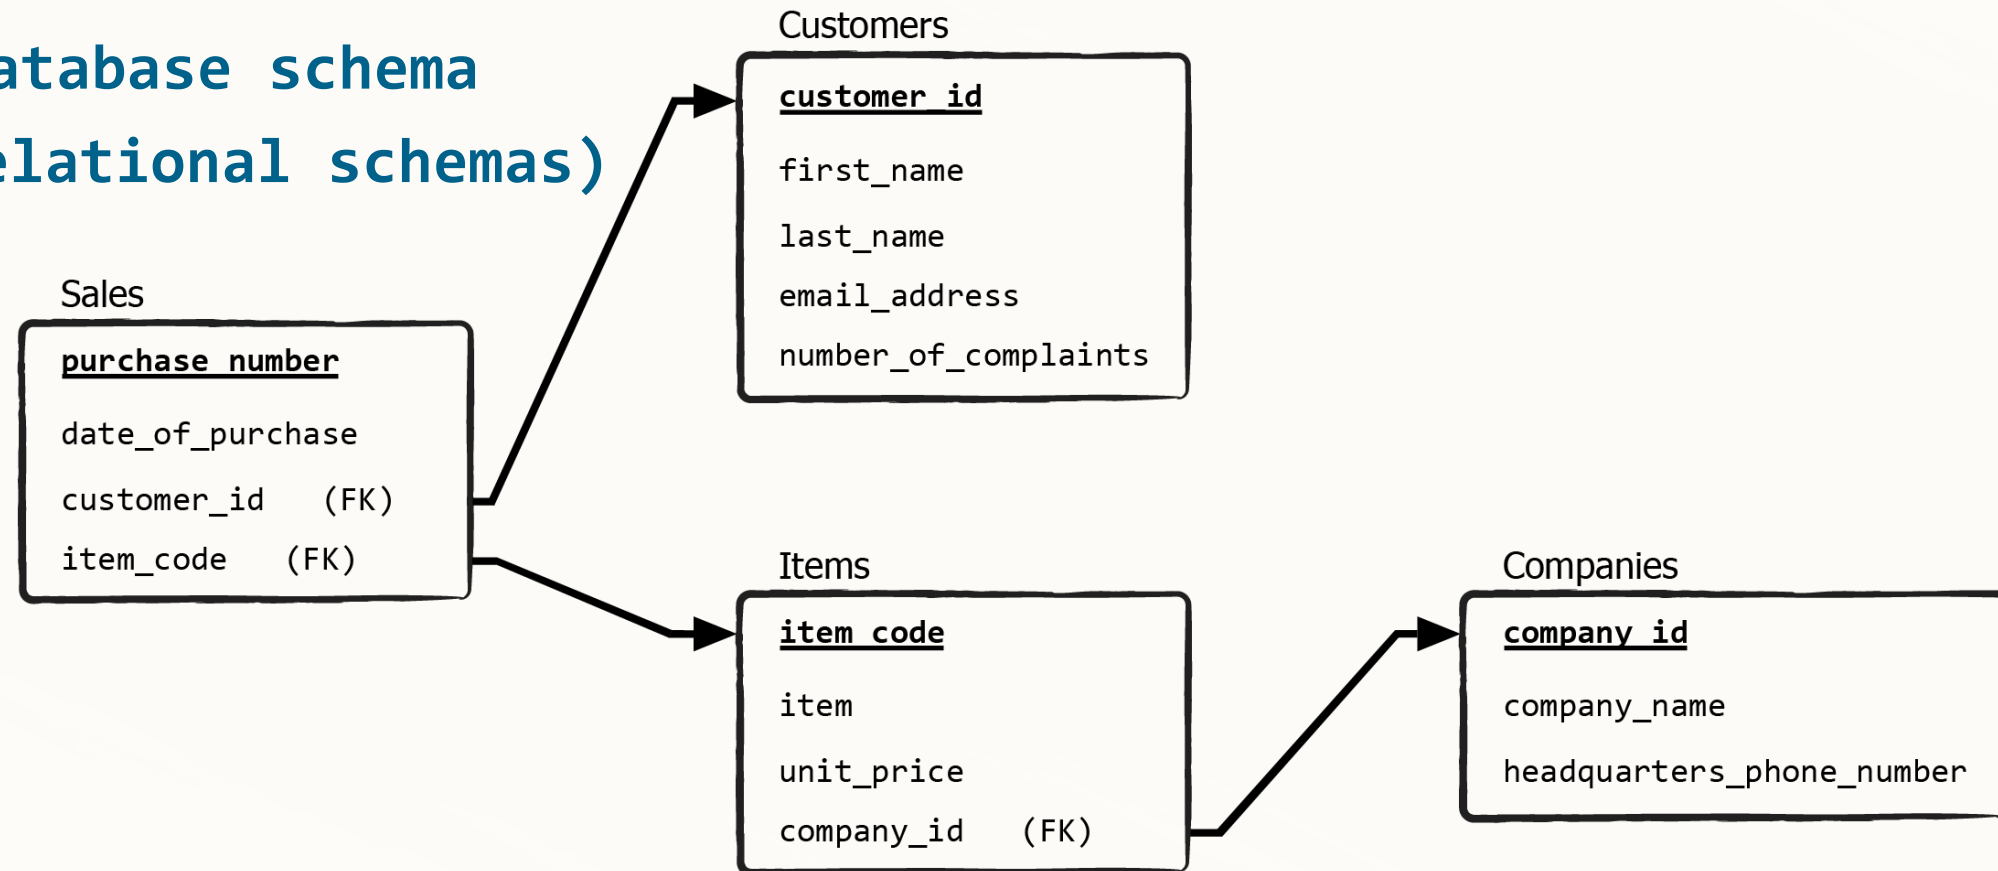 atabase schema
elational schemas)
Customers
customer_id
first_name
last_name
email_address
number_of_complaints
Sales
purchase_number
date_of_purchase
customer_id (FK)
item_code (FK)
Items
item_code
item
unit_price
company_id (FK)
Companies
company_id
company_name
headquarters_phone_number